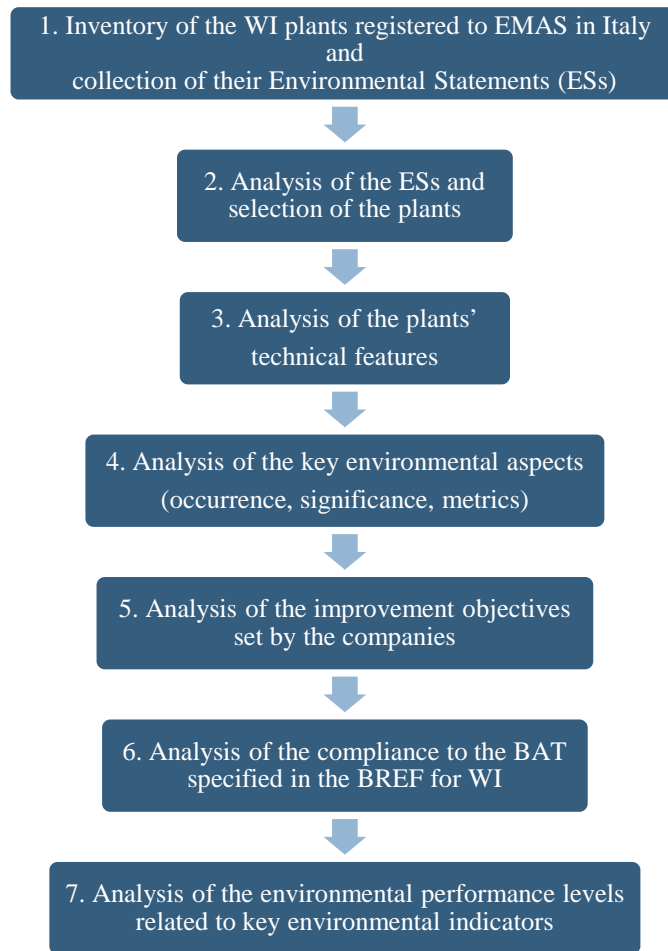 1. Inventory of the WI plants registered to EMAS in Italy
and
collection of their Environmental Statements (ESs)
2. Analysis of the ESs and
selection of the plants
3. Analysis of the plants’
technical features
4. Analysis of the key environmental aspects
(occurrence, significance, metrics)
5. Analysis of the improvement objectives
set by the companies
6. Analysis of the compliance to the BAT
specified in the BREF for WI
7. Analysis of the environmental performance levels
related to key environmental indicators